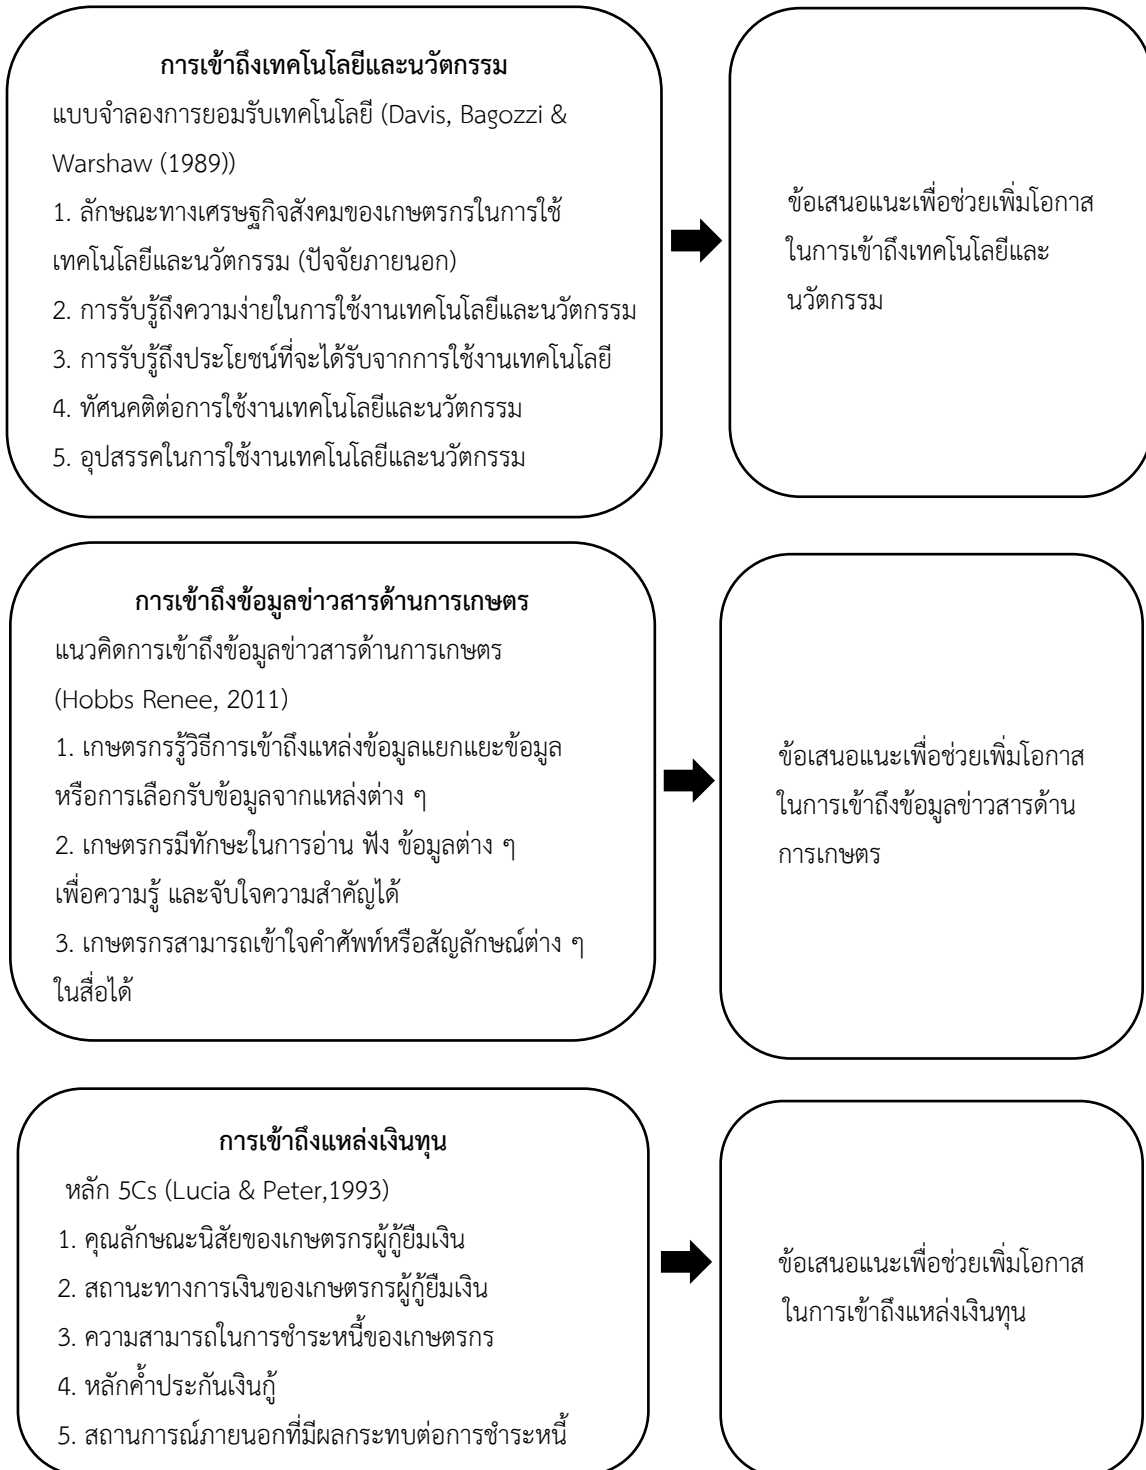 การเข้าถึงเทคโนโลยีและนวัตกรรม
แบบจำลองการยอมรับเทคโนโลยี (Davis, Bagozzi &
Warshaw (1989))
1. ลักษณะทางเศรษฐกิจสังคมของเกษตรกรในการใช้
เทคโนโลยีและนวัตกรรม (ปัจจัยภายนอก)
2. การรับรู้ถึงความง่ายในการใช้งานเทคโนโลยีและนวัตกรรม
3. การรับรู้ถึงประโยชน์ที่จะได้รับจากการใช้งานเทคโนโลยี
4. ทัศนคติต่อการใช้งานเทคโนโลยีและนวัตกรรม
5. อุปสรรคในการใช้งานเทคโนโลยีและนวัตกรรม
ข้อเสนอแนะเพื่อช่วยเพิ่มโอกาส
ในการเข้าถึงเทคโนโลยีและ
นวัตกรรม
การเข้าถึงข้อมูลข่าวสารด้านการเกษตร
แนวคิดการเข้าถึงข้อมูลข่าวสารด้านการเกษตร
(Hobbs Renee, 2011)
1. เกษตรกรรู้วิธีการเข้าถึงแหล่งข้อมูลแยกแยะข้อมูล
หรือการเลือกรับข้อมูลจากแหล่งต่าง ๆ
2. เกษตรกรมีทักษะในการอ่าน ฟัง ข้อมูลต่าง ๆ
เพื่อความรู้ และจับใจความสำคัญได้
3. เกษตรกรสามารถเข้าใจคำศัพท์หรือสัญลักษณ์ต่าง ๆ
ในสื่อได้
ข้อเสนอแนะเพื่อช่วยเพิ่มโอกาส
ในการเข้าถึงข้อมูลข่าวสารด้าน
การเกษตร
การเข้าถึงแหล่งเงินทุน
หลัก 5Cs (Lucia & Peter,1993)
1. คุณลักษณะนิสัยของเกษตรกรผู้กู้ยืมเงิน
2. สถานะทางการเงินของเกษตรกรผู้กู้ยืมเงิน
3. ความสามารถในการชำระหนี้ของเกษตรกร
4. หลักค้ำประกันเงินกู้
5. สถานการณ์ภายนอกที่มีผลกระทบต่อการชำระหนี้
ข้อเสนอแนะเพื่อช่วยเพิ่มโอกาส
ในการเข้าถึงแหล่งเงินทุน